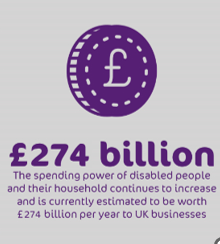 £
£274 billion
The spending power of disabled people
and their household continues to increase
and is currently estimated to be worth
£274 billion per year to UK businesses